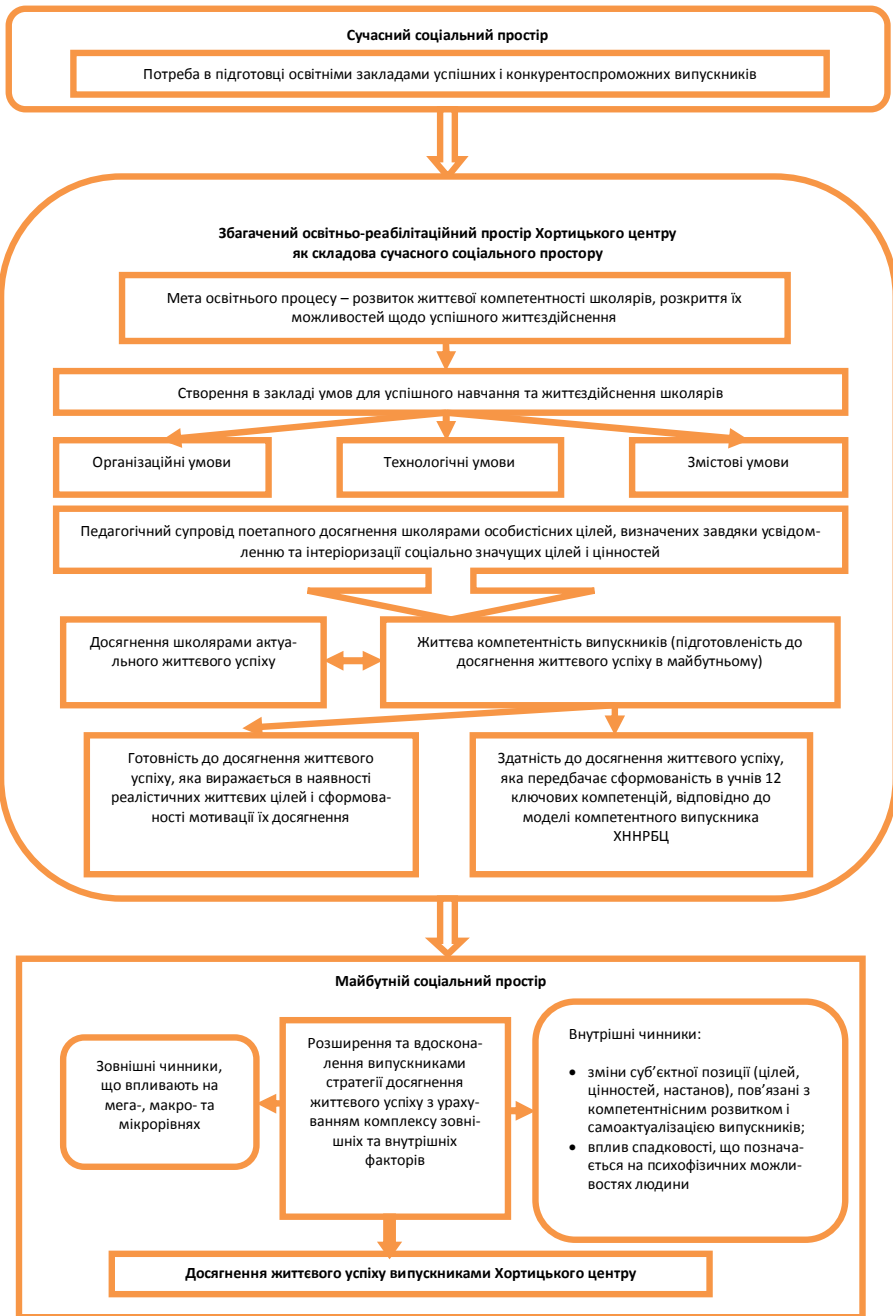 Сучасний соціальний простір
Потреба в підготовці освітніми закладами успішних і конкурентоспроможних випускників
Збагачений освітньо-реабілітаційний простір Хортицького центру
як складова сучасного соціального простору
Мета освітнього процесу – розвиток життєвої компетентності школярів, розкриття їх
можливостей щодо успішного життєздійснення
Створення в закладі умов для успішного навчання та життєздійснення школярів
Організаційні умови
Технологічні умови
Змістові умови
Педагогічний супровід поетапного досягнення школярами особистісних цілей, визначених завдяки усвідом-
ленню та інтеріоризації соціально значущих цілей і цінностей
Досягнення школярами акту-
ального життєвого успіху
Життєва компетентність випускників (підготовленість до
досягнення життєвого успіху в майбутньому)
Готовність до досягнення життєвого
успіху, яка виражається в наявності
реалістичних життєвих цілей і сформова-
ності мотивації їх досягнення
Здатність до досягнення життєвого успіху,
яка передбачає сформованість в учнів 12
ключових компетенцій, відповідно до
моделі компетентного випускника
ХННРБЦ
Майбутній соціальний простір
Зовнішні чинники,
що впливають на
мега-, макро- та
мікрорівнях
Розширення та вдоскона-
лення випускниками
стратегії досягнення
життєвого успіху з ураху-
ванням комплексу зовні-
шніх та внутрішніх
факторів
Внутрішні чинники:
• зміни суб’єктної позиції (цілей,
цінностей, настанов), пов’язані з
компетентнісним розвитком і
самоактуалізацією випускників;
• вплив спадковості, що познача-
ється на психофізичних можли-
востях людини
Досягнення життєвого успіху випускниками Хортицького центру